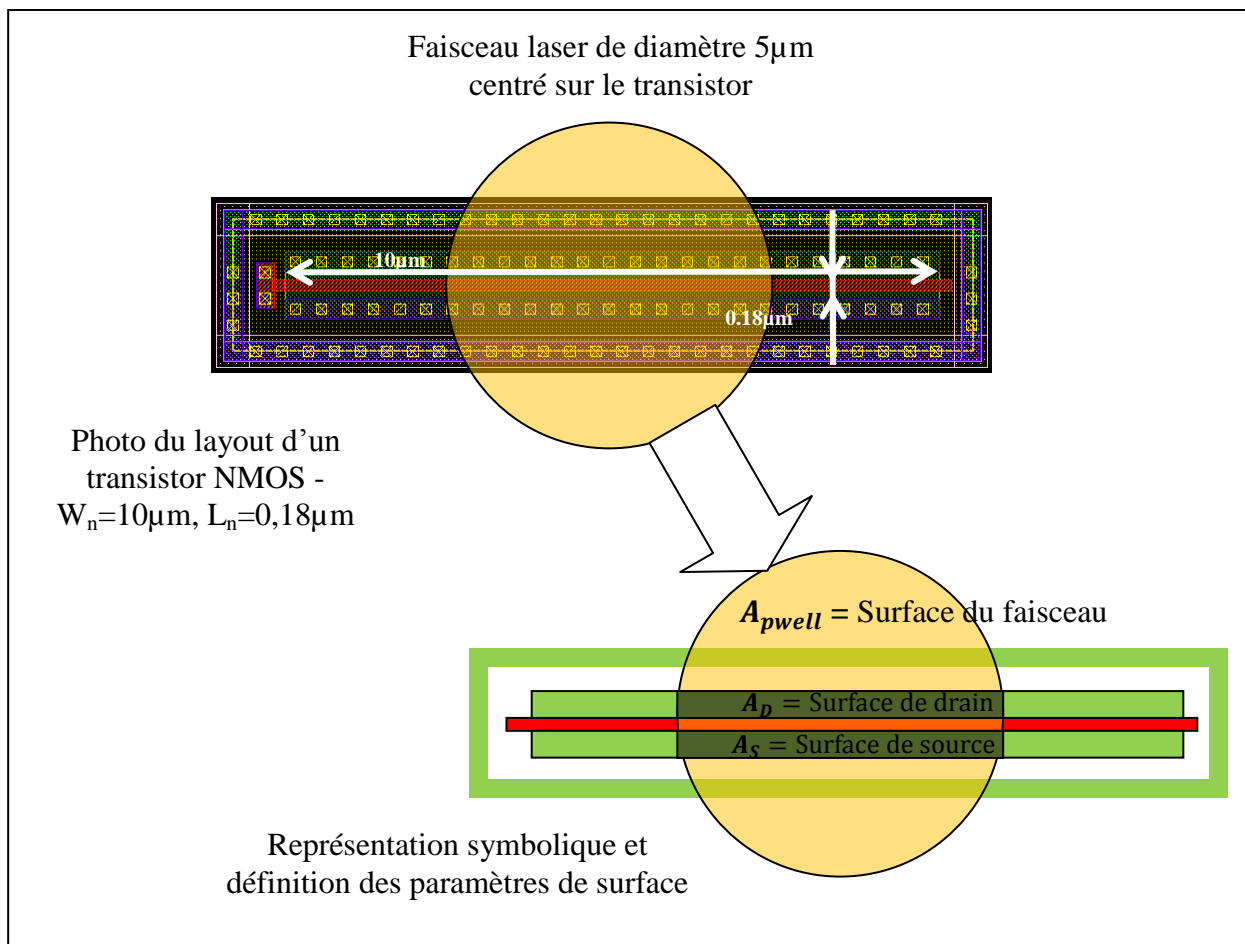 Faisceau laser de diamètre 5µm
centré sur le transistor
10µm
0.18µm
Photo du layout d’un
transistor NMOS -
Wn=10µm, Ln=0,18µm
Apwell = Surface du faisceau
AD = Surface de drain
AS = Surface de source
Représentation symbolique et
définition des paramètres de surface